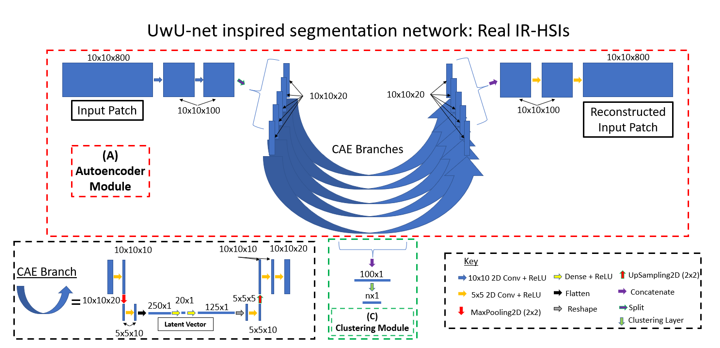 UwU-net inspired segmentation network: Real IR-HSIs
10x10x800
10x10x800
10x10x20
10x10x20
10x10x100
10x10x100
Input Patch
Reconstructed
Input Patch
CAE Branches
(A)
Autoencoder
Module
CAE Branch
10x10x10
10x10x10
10x10x20
10x10x20
=
250x1
20x1
125x1
5x5x5
Latent Vector
5x5x10
5x5x10
100x1
nx1
(C)
Clustering Module
Key
10x10 2D Conv + ReLU
5x5 2D Conv + ReLU
MaxPooling2D (2x2)
Dense + ReLU
Flatten
Reshape
UpSampling2D (2x2)
Concatenate
Split
Clustering Layer